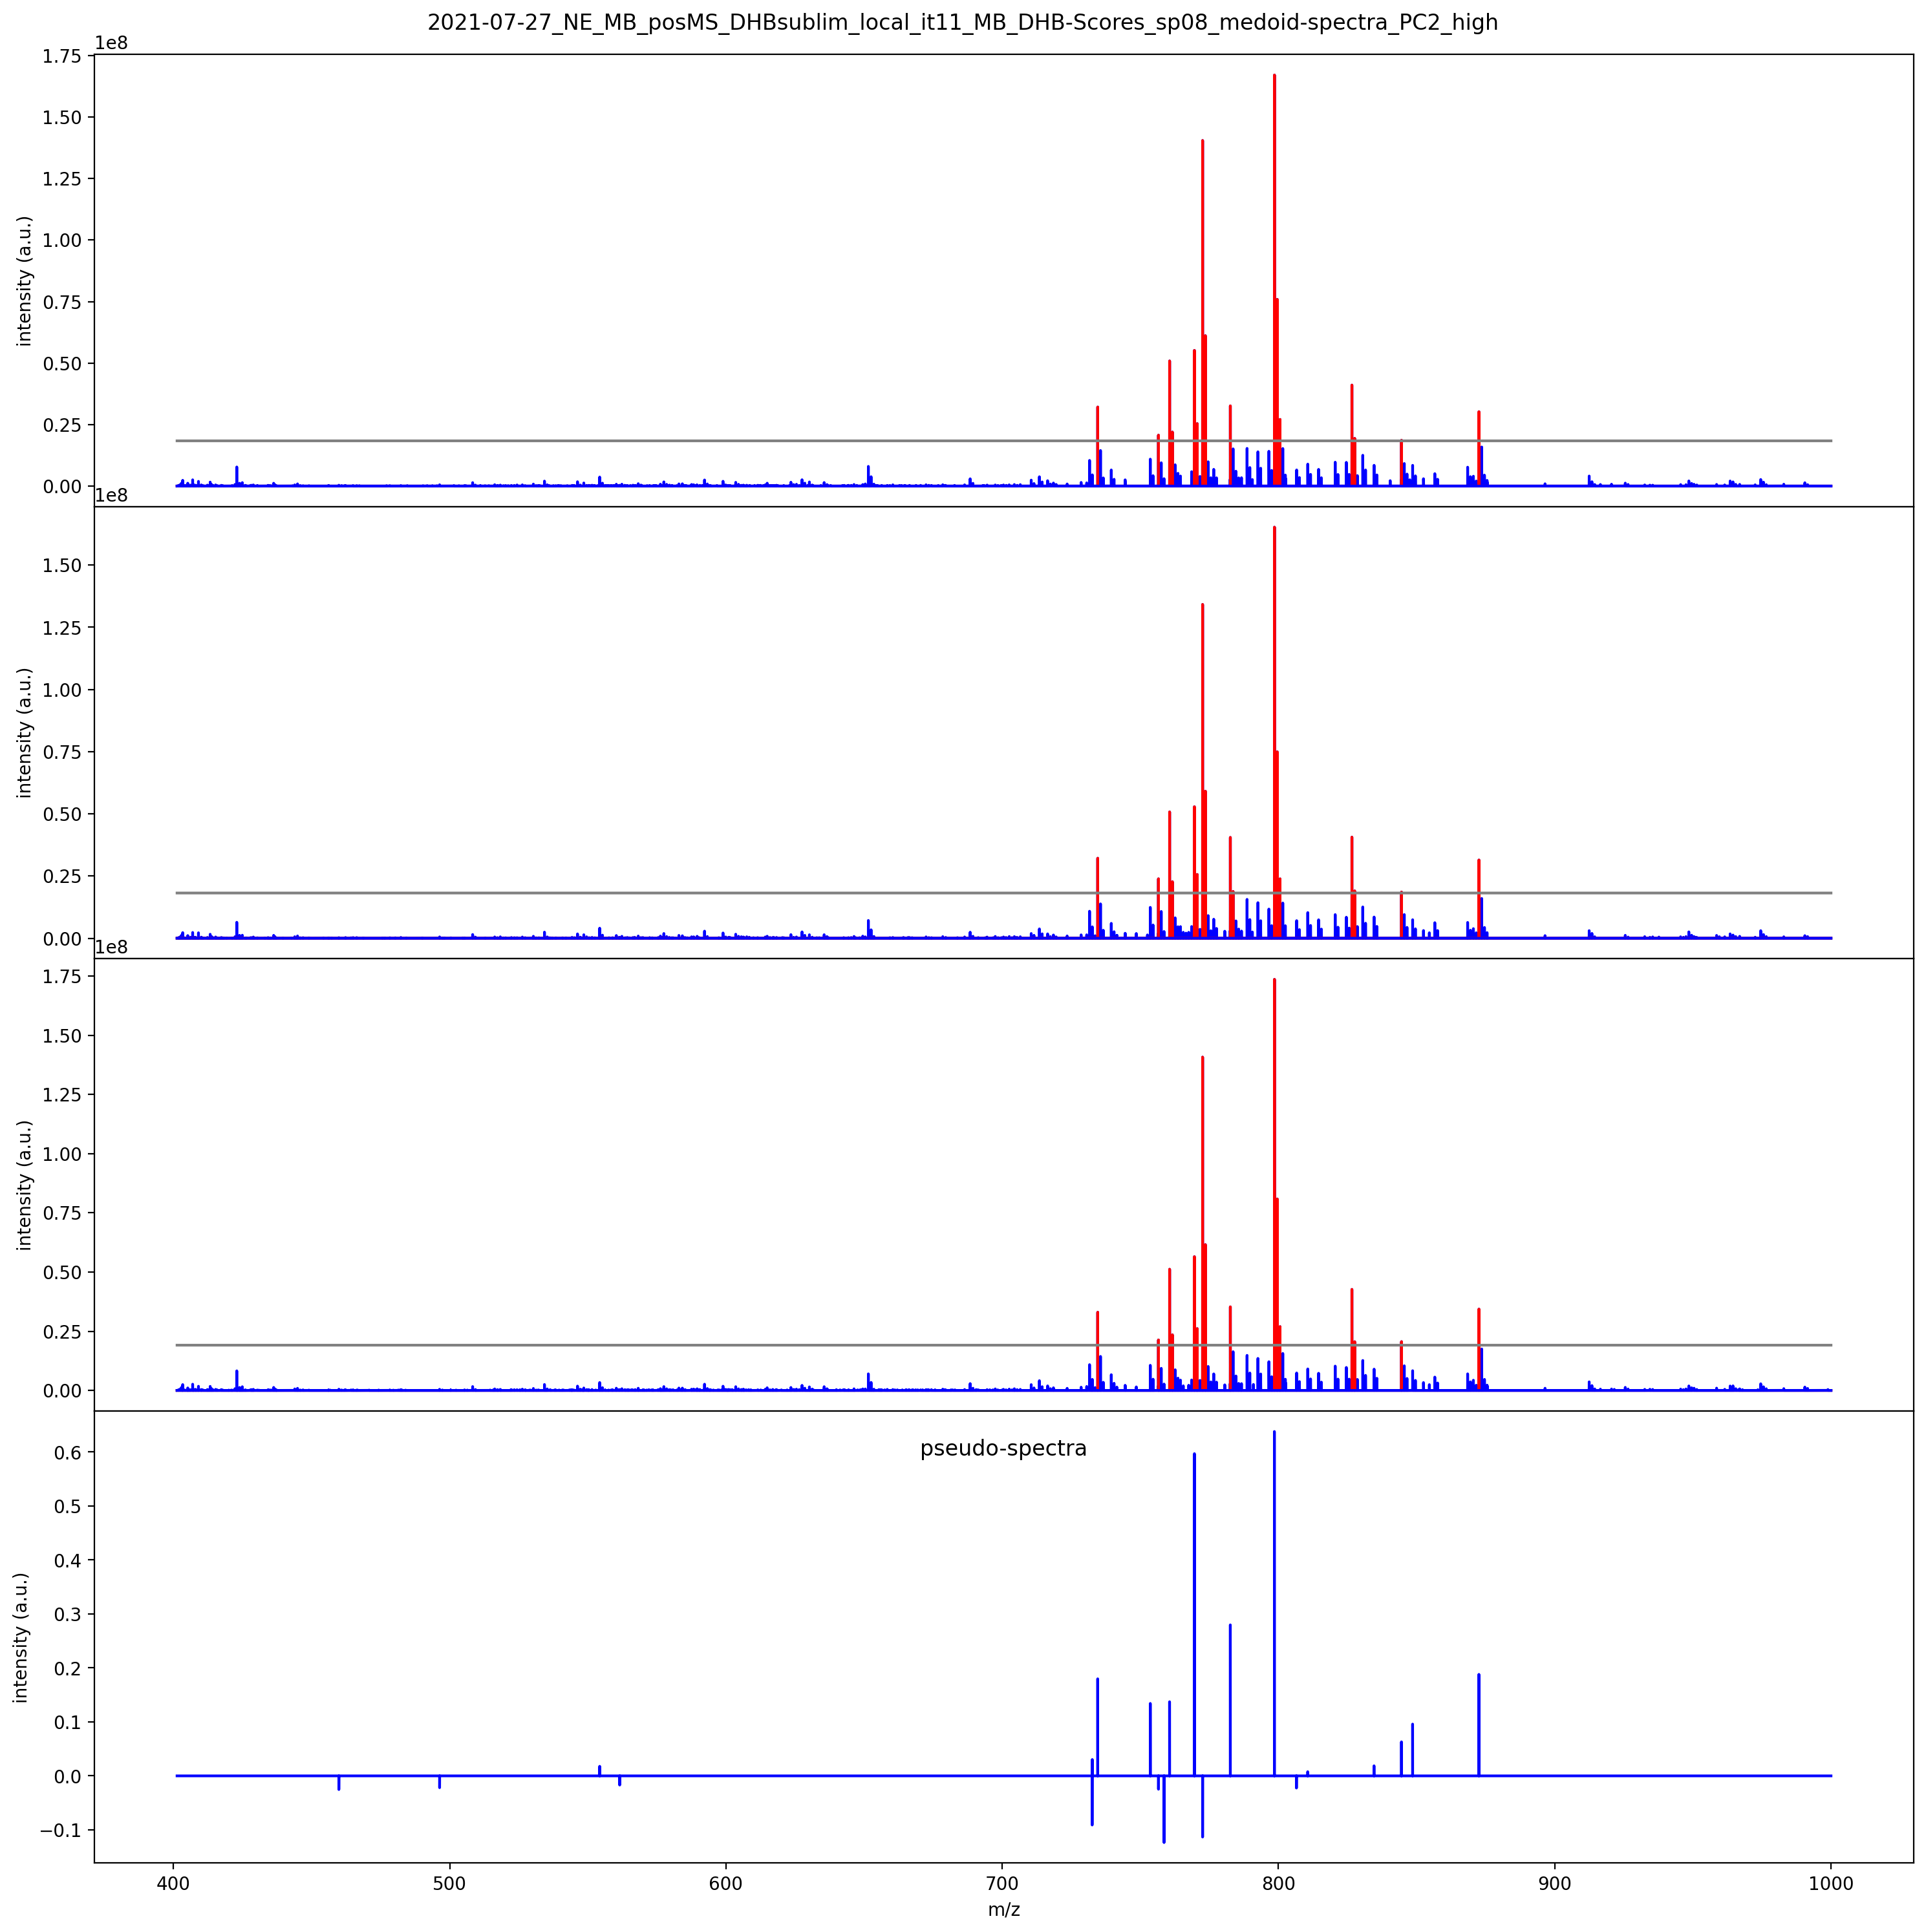 2021-07-27_NE_MB_posMS_DHBsublim_local_it11_MB_DHB-Scores_sp08_medoid-spectra_PC2_high
1e8
1.75
1.50
1.25
1.00
0.75
0.50
0.25
0.00
intensity (a.u.)
1e8
1.50
1.25
1.00
0.75
0.50
0.25
0.00
intensity (a.u.)
1e8
1.75
1.50
1.25
1.00
0.75
0.50
0.25
0.00
intensity (a.u.)
pseudo-spectra
0.6
0.5
0.4
0.3
0.2
0.1
0.0
−0.1
intensity (a.u.)
400 500 600 700 800 900 1000
m/z